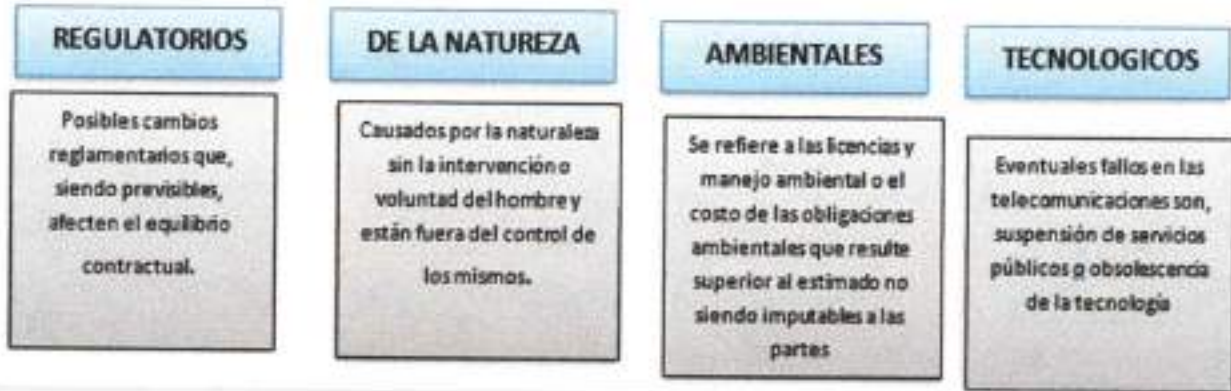 REGULATORIOS
Posibles cambios
reglamentarios que,
siendo previsibles,
afecten el equilibrio
contractual.
DE LA NATUREZA
Causados por la naturaleza
sin la intervención o
voluntad del hombre y
están fuera del control de
los mismos.
AMBIENTALES
Se refiere a las licencias y
manejo ambiental o el
costo de las obligaciones
ambientales que resulte
superior al estimado no
siendo imputables a las
partes
TECNOLOGICOS
Eventuales fallos en las
telecomunicaciones son,
suspensión de servicios
públicos o obsolescencia
de la tecnología